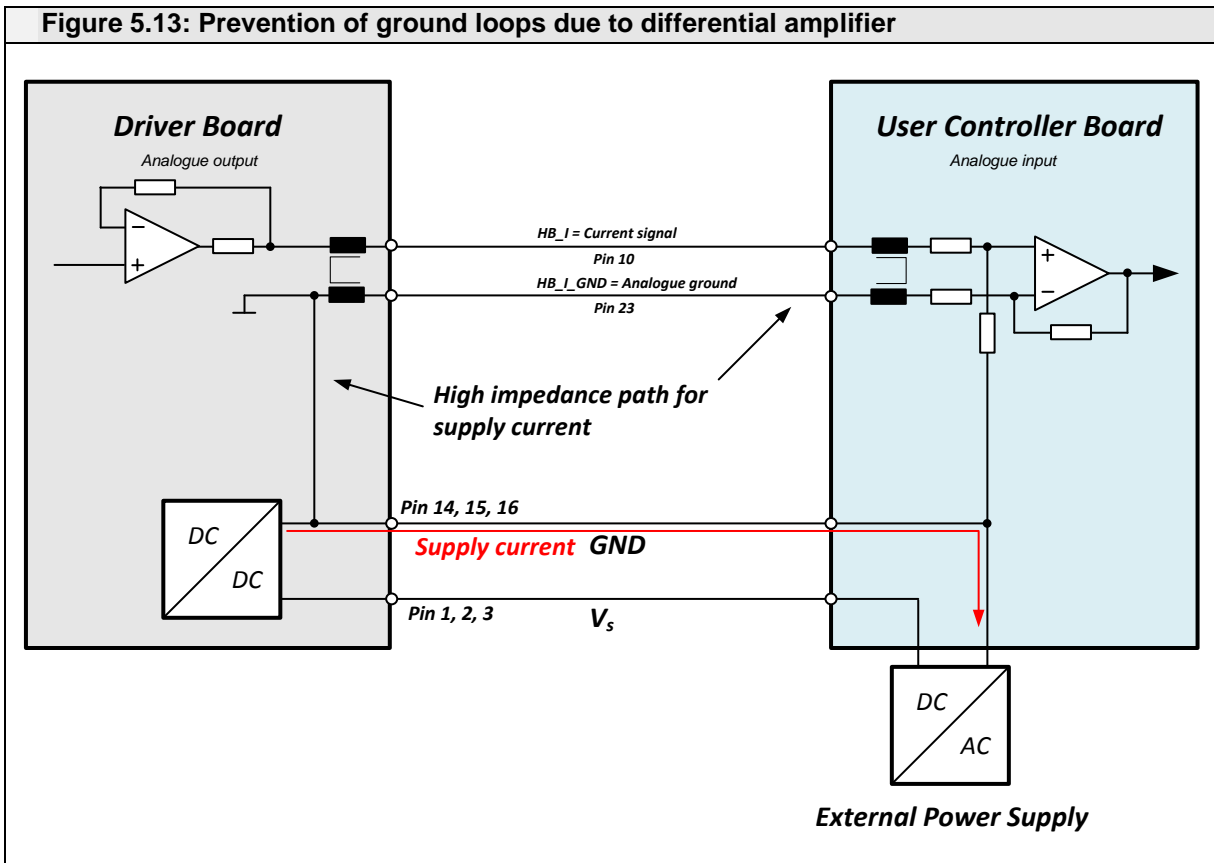 Figure 5.13: Prevention of ground loops due to differential amplifier
Driver Board
Analogue output
User Controller Board
Analogue input
−
+
HB_I = Current signal
Pin 10
HB_I_GND = Analogue ground
Pin 23
+
−
High impedance path for
supply current
Pin 14, 15, 16
Supply current GND
DC
DC
Pin 1, 2, 3
Vs
DC
AC
External Power Supply